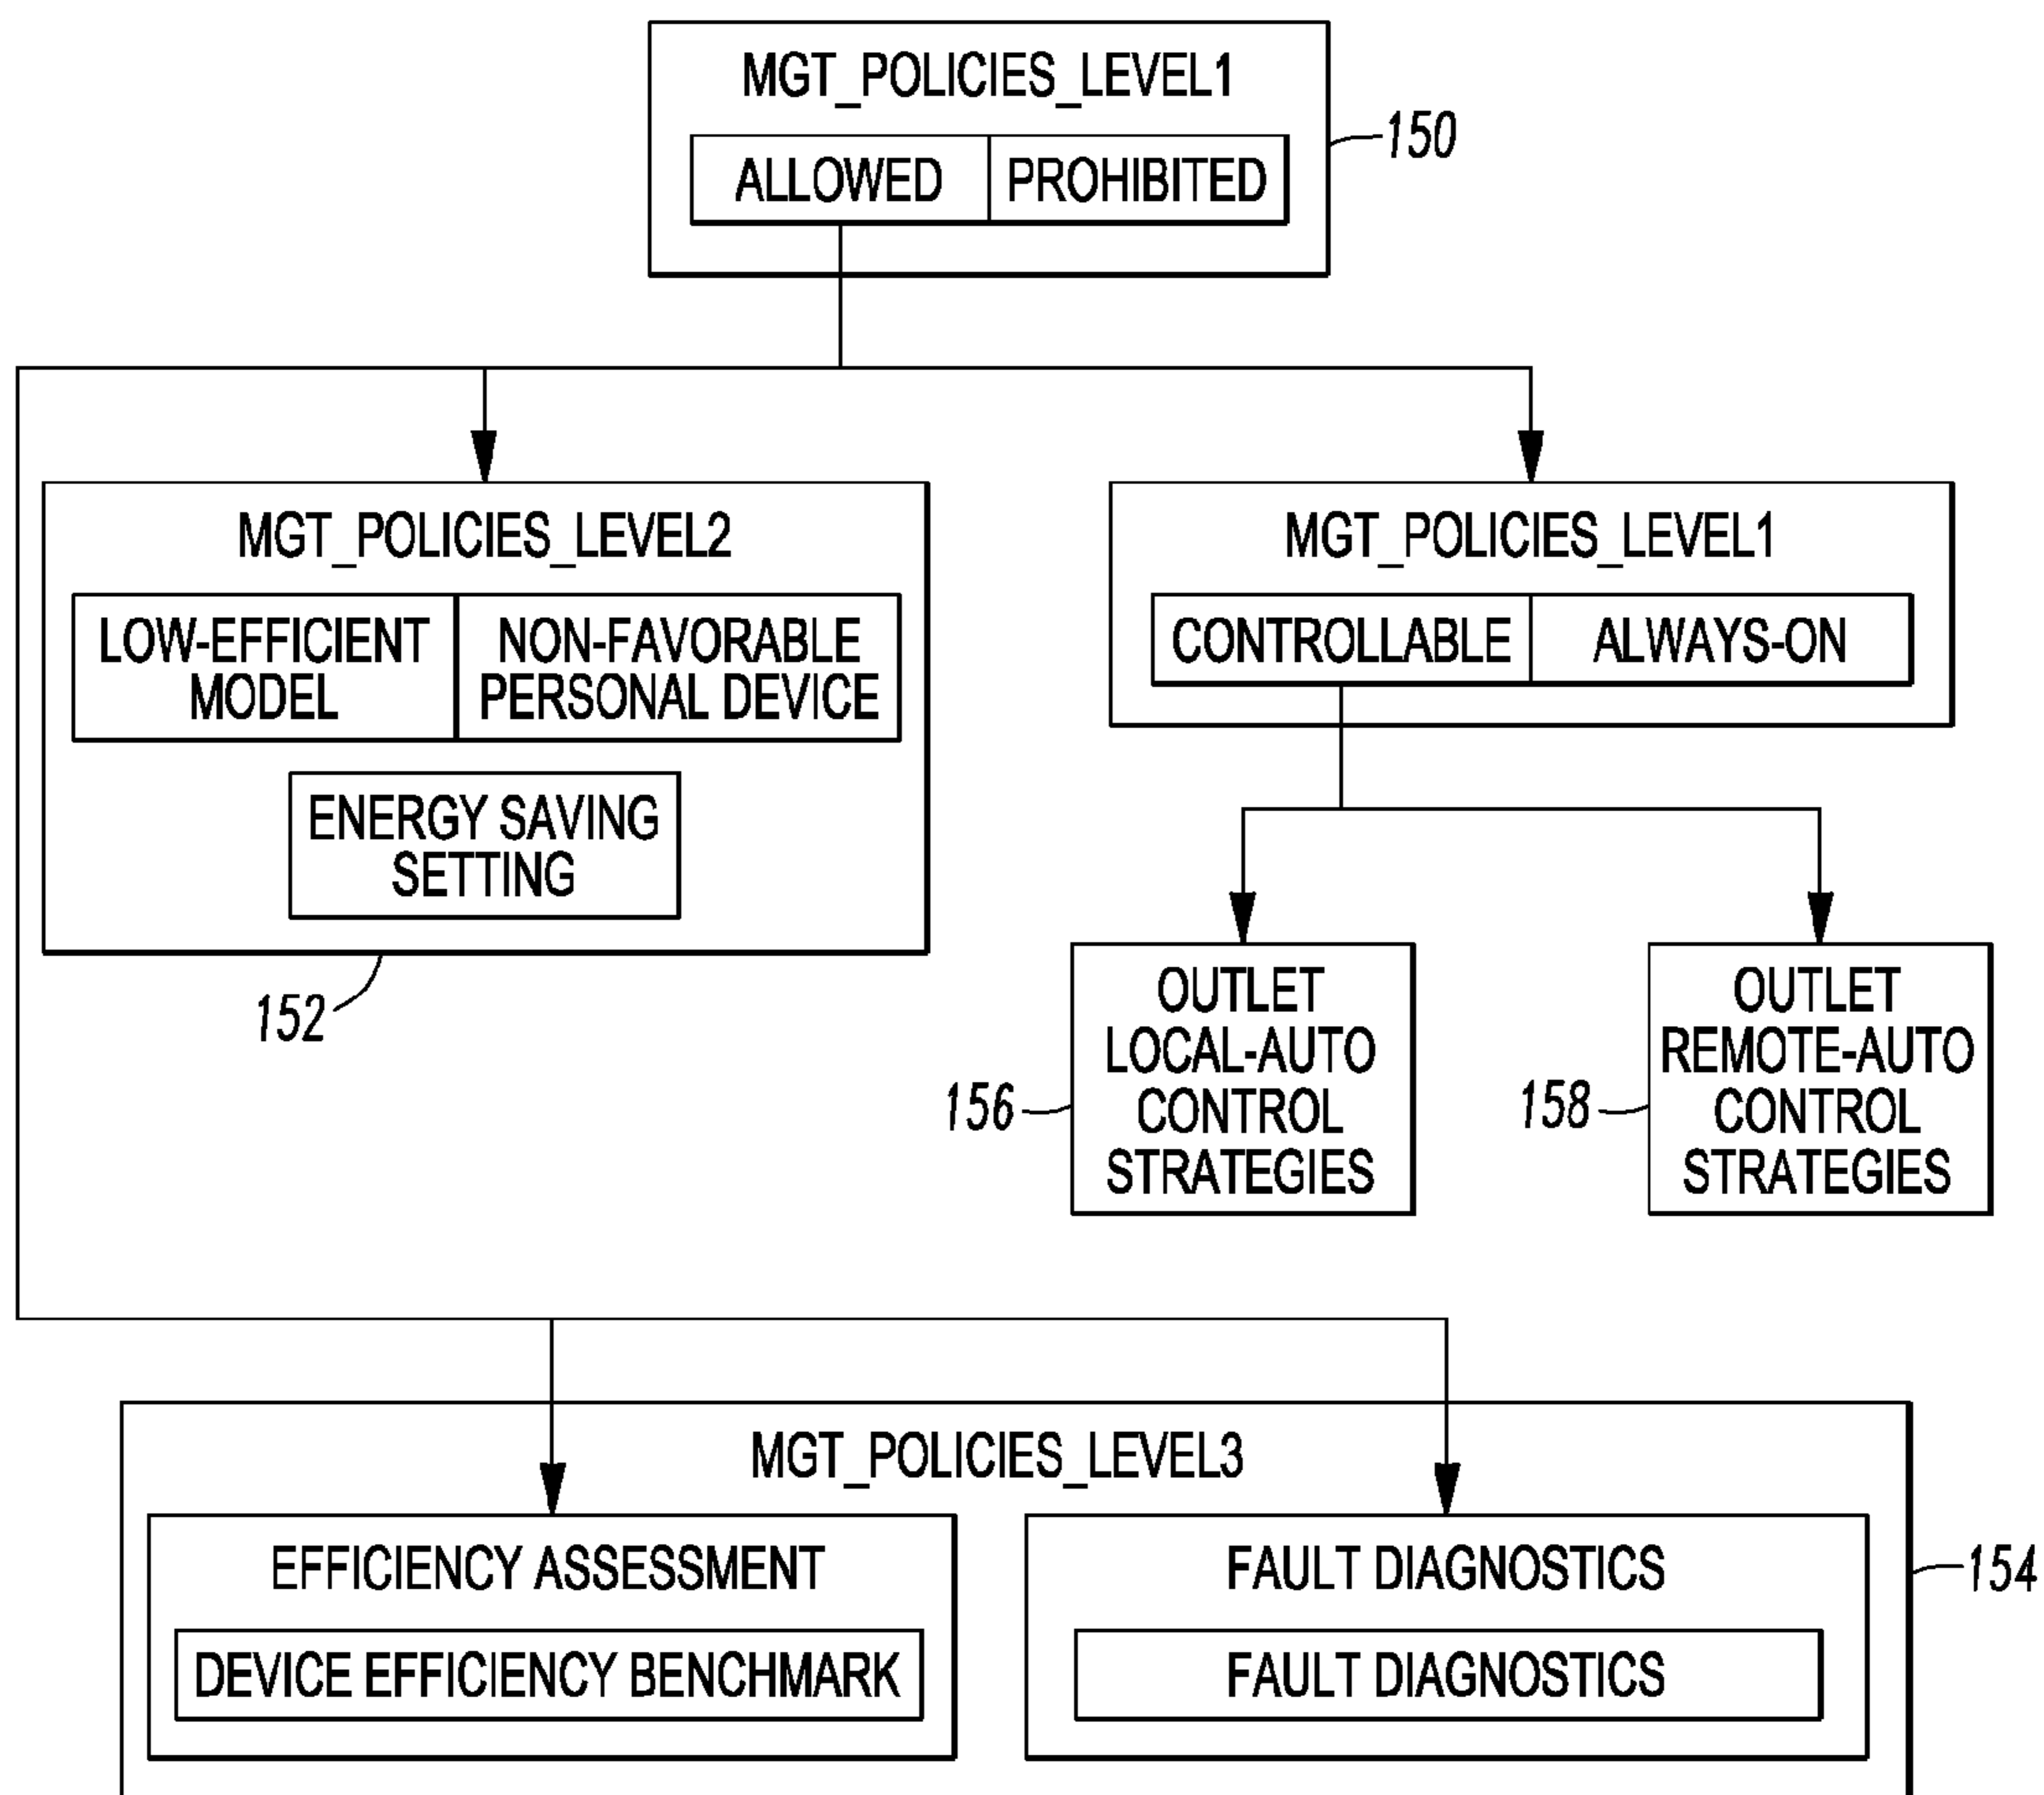 MGT_POLICIES_LEVEL1
ALLOWED
PROHIBITED
150
MGT_POLICIES_LEVEL2
LOW-EFFICIENT
MODEL
NON-FAVORABLE
PERSONAL DEVICE
ENERGY SAVING
SETTING
152
MGT_POLICIES_LEVEL1
CONTROLLABLE
ALWAYS-ON
OUTLET
LOCAL-AUTO
CONTROL
STRATEGIES
156
OUTLET
REMOTE-AUTO
CONTROL
STRATEGIES
158
MGT_POLICIES_LEVEL3
EFFICIENCY ASSESSMENT
DEVICE EFFICIENCY BENCHMARK
FAULT DIAGNOSTICS
FAULT DIAGNOSTICS
154